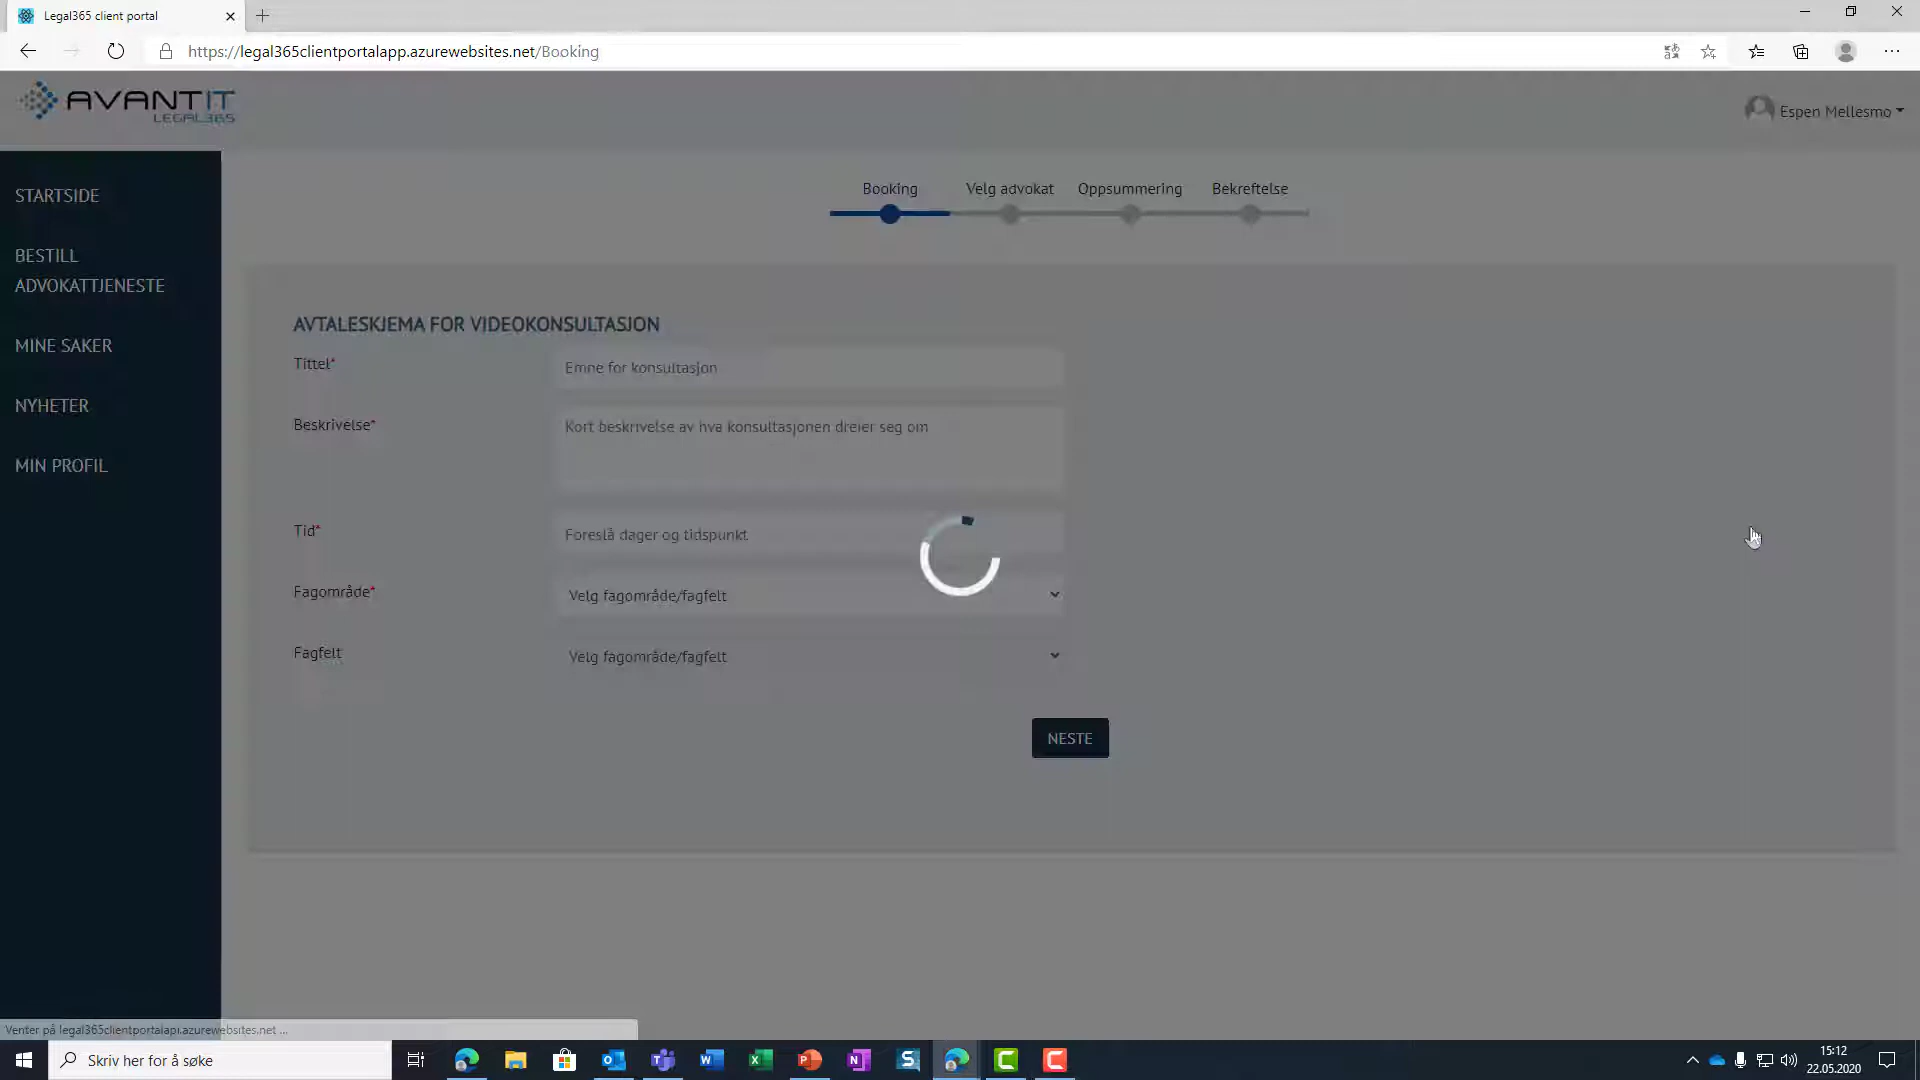 Legal365 client portal
https://legal365clientportalapp.azurewebsites.net/Booking
AVANTIT
LEGAL365
Espen Mellesmo
STARTSIDE
BESTILL
ADVOKATTJENESTE
MINE SAKER
NYHETER
MIN PROFIL
Booking Velg advokat Oppsummering Bekreftelse
AVTALESKJEMA FOR VIDEOKONSULTASJON
Tittel* Emne for konsultasjon
Beskrivelse* Kort beskrivelse av hva konsultasjonen dreier seg om
Tid* Foreslå dager og tidspunkt
Fagområde* Velg fagområde/fagfelt
Fagfelt Velg fagområde/fagfelt
NESTE
Venter på legal365clientportalapi.azurewebsites.net ...
Skriv her for å søke
15:12
22.05.2020